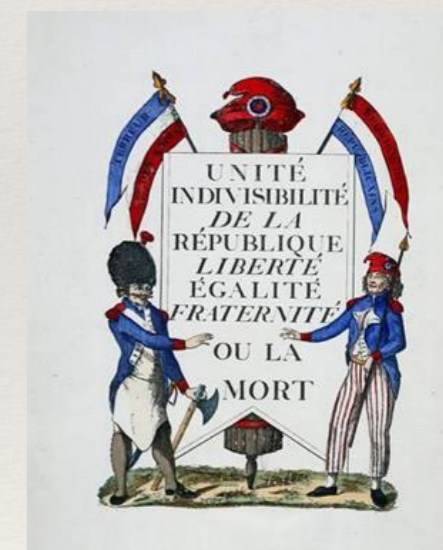 UNITÉ
INDIVISIBILITÉ
DE LA
RÉPUBLIQUE
LIBERTÉ
ÉGALITÉ
FRATERNITÉ
OU LA
MORT